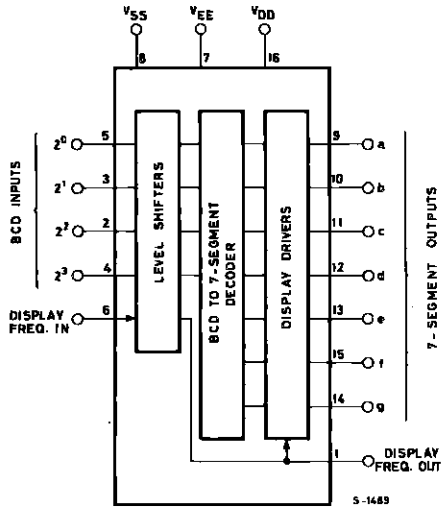 VSS
VEE
VDD
8
7
16
BCD INPUTS
2⁰
5
2¹
3
2²
2
2³
4
DISPLAY
FREQ. IN
6
LEVEL SHIFTERS
BCD TO 7-SEGMENT
DECODER
DISPLAY DRIVERS
9
a
10
b
11
c
12
d
13
e
15
f
14
g
7-SEGMENT OUTPUTS
1
DISPLAY
FREQ. OUT
S-1489